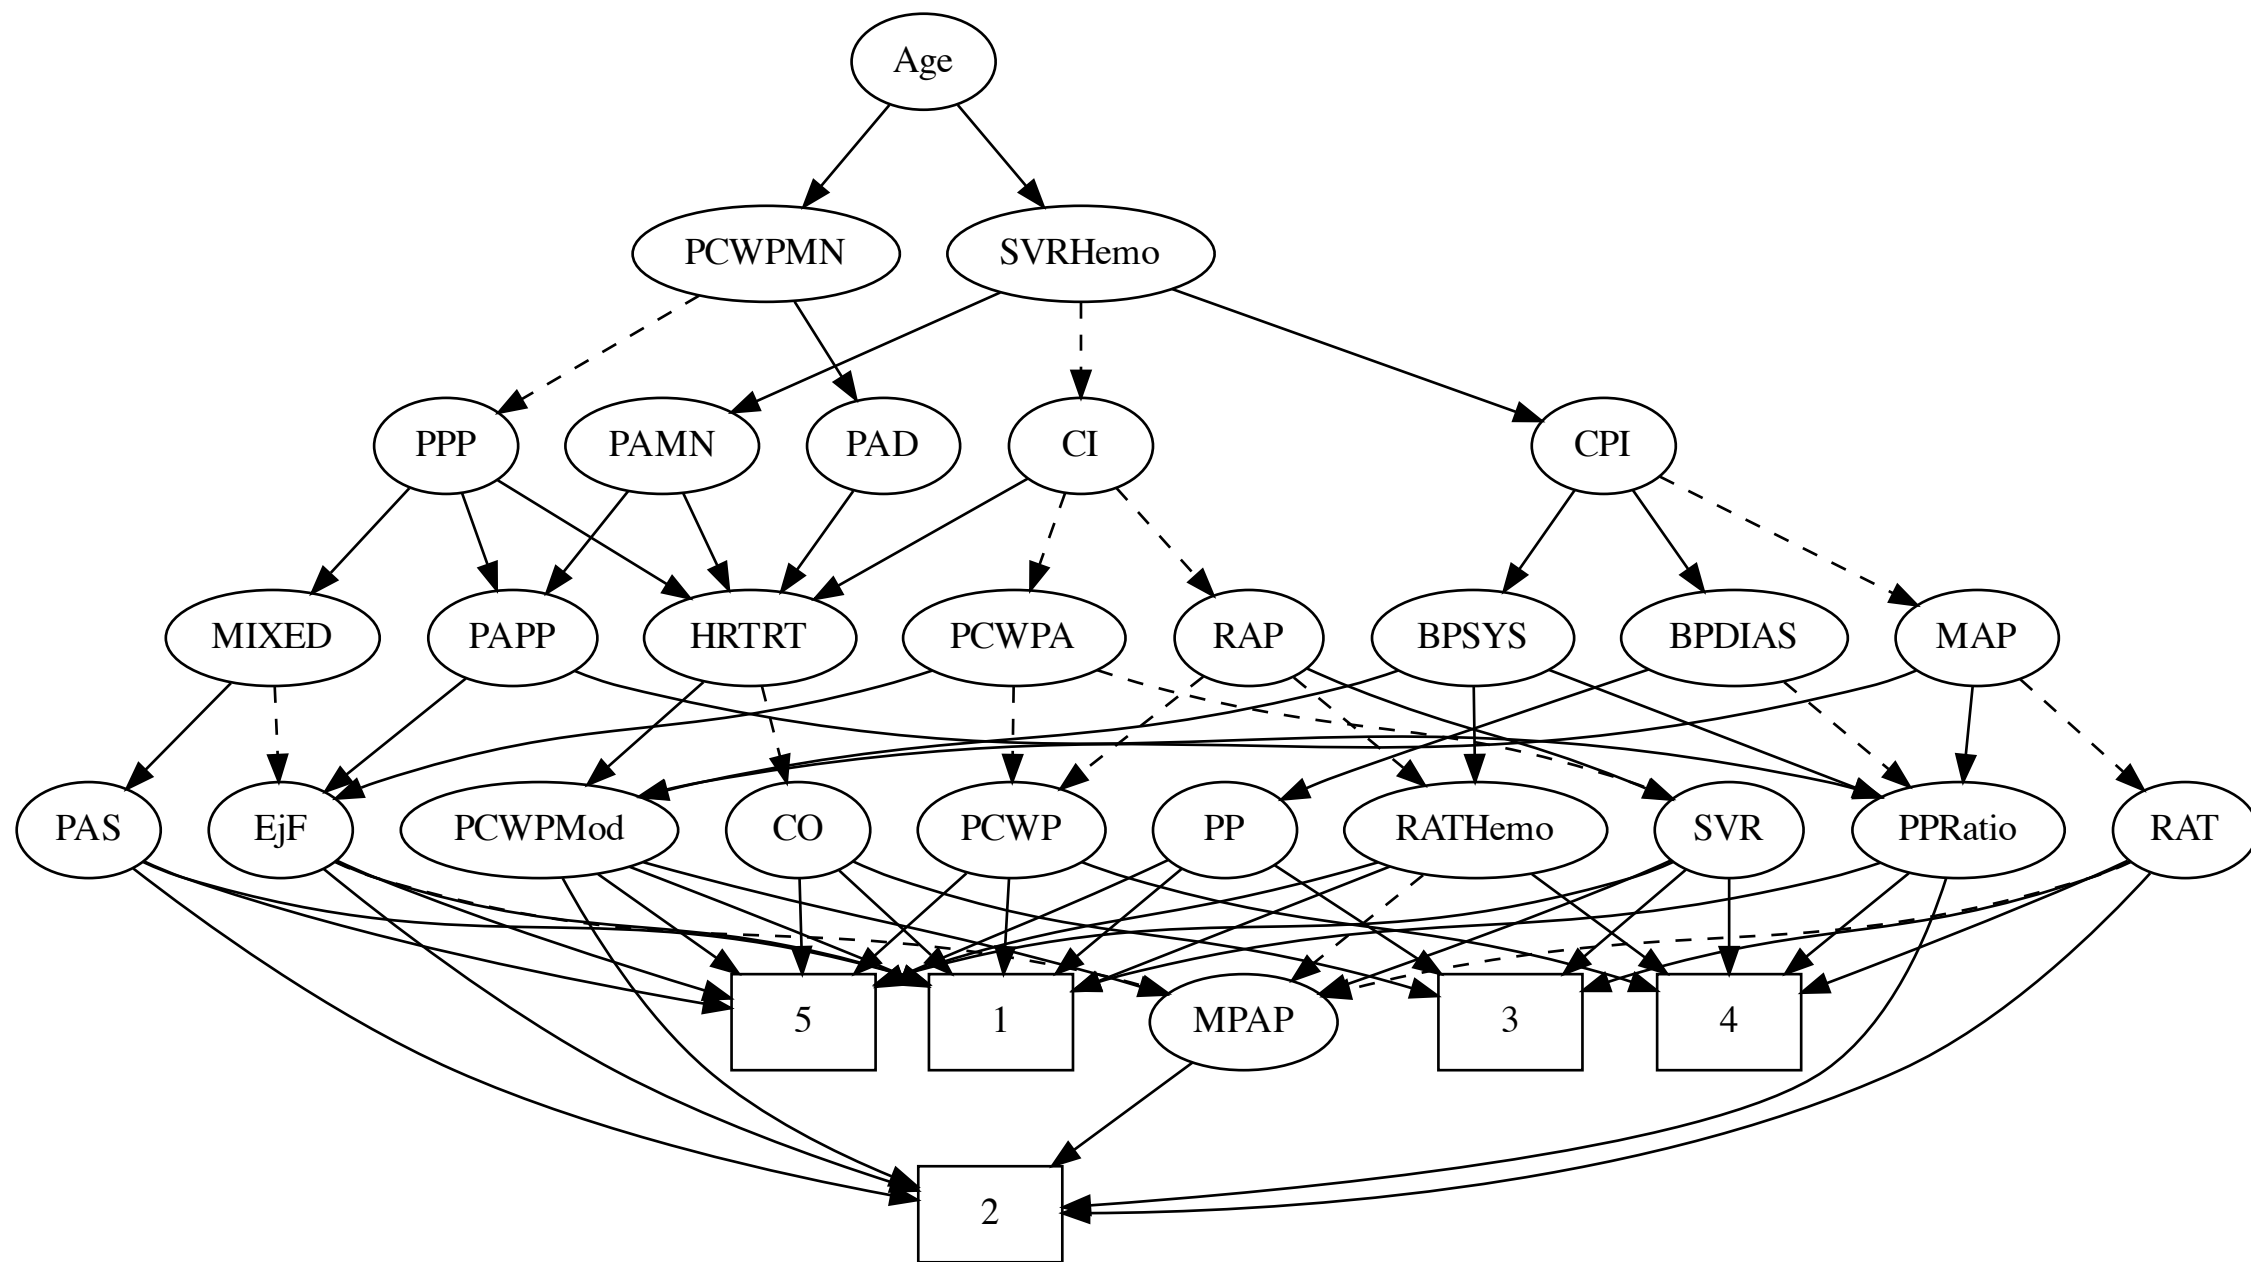 Age
PCWPMN
SVRHemo
PPP
PAMN
PAD
CI
CPI
MIXED
PAPP
HRTRT
PCWPA
RAP
BPSYS
BPDIAS
MAP
PAS
EjF
PCWPMod
CO
PCWP
PP
RATHemo
SVR
PPRatio
RAT
5
1
MPAP
3
4
2